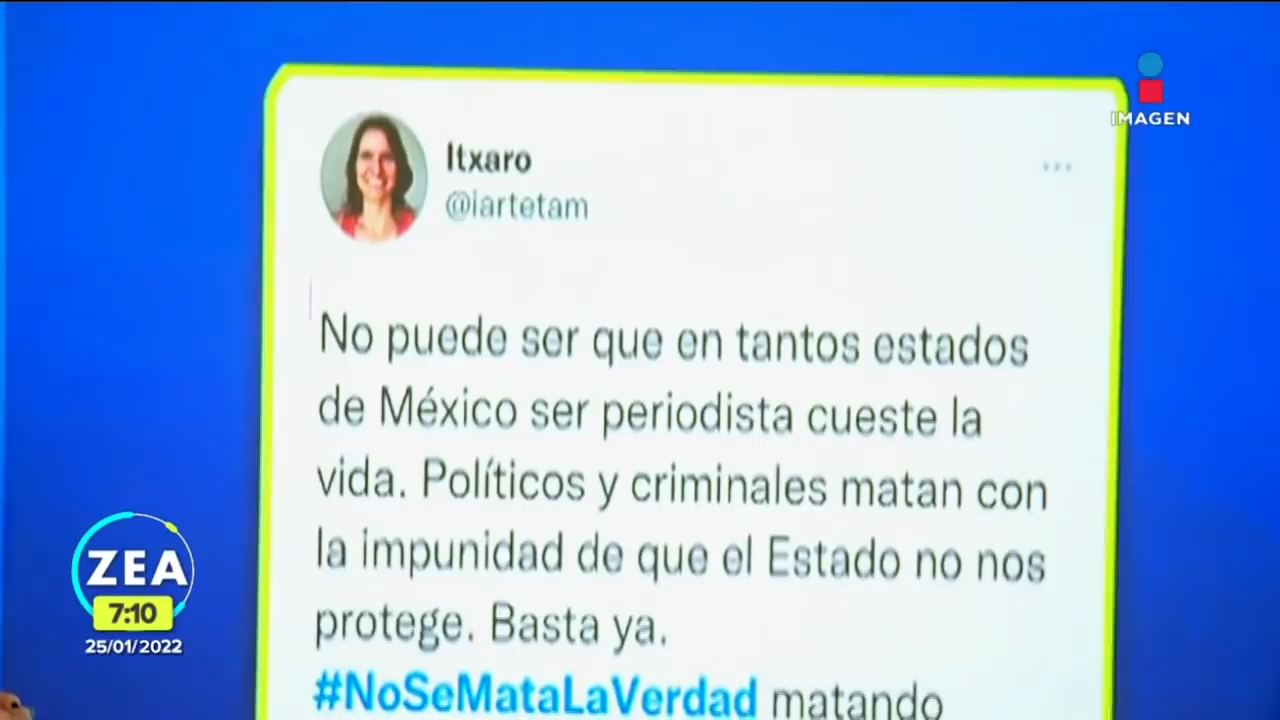 IMAGEN
Itxaro
@iartetam
No puede ser que en tantos estados
de México ser periodista cueste la
vida. Políticos y criminales matan con
la impunidad de que el Estado no nos
protege. Basta ya.
#NoSeMataLaVerdad matando
ZEA
7:10
25/01/2022